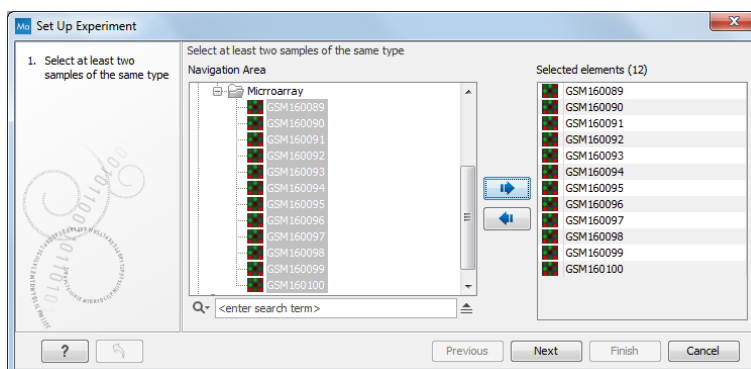 Ma Set Up Experiment
1. Select at least two samples of the same type
Select at least two samples of the same type
Navigation Area
Micrroarray
GSM160089
GSM160090
GSM160091
GSM160092
GSM160093
GSM160094
GSM160095
GSM160096
GSM160097
GSM160098
GSM160099
GSM160100
<enter search term>
Selected elements (12)
GSM160089
GSM160090
GSM160091
GSM160092
GSM160093
GSM160094
GSM160095
GSM160096
GSM160097
GSM160098
GSM160099
GSM160100
? Previous Next Finish Cancel